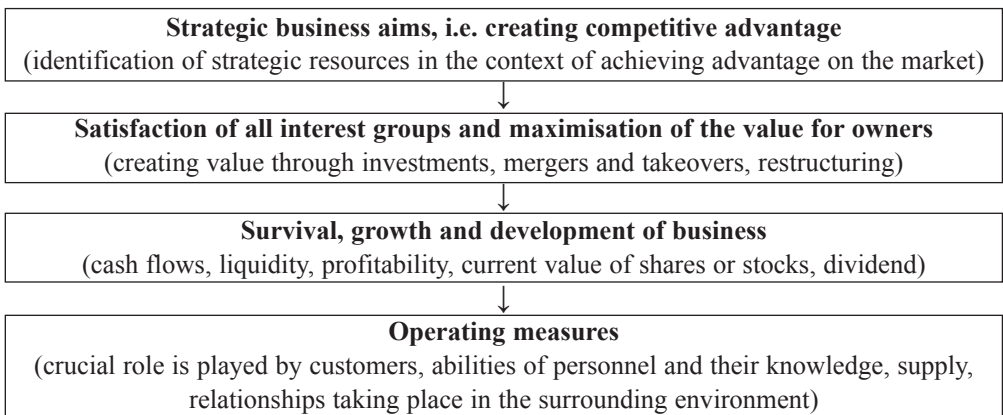 Strategic business aims, i.e. creating competitive advantage
(identification of strategic resources in the context of achieving advantage on the market)
Satisfaction of all interest groups and maximisation of the value for owners
(creating value through investments, mergers and takeovers, restructuring)
Survival, growth and development of business
(cash flows, liquidity, profitability, current value of shares or stocks, dividend)
Operating measures
(crucial role is played by customers, abilities of personnel and their knowledge, supply,
relationships taking place in the surrounding environment)